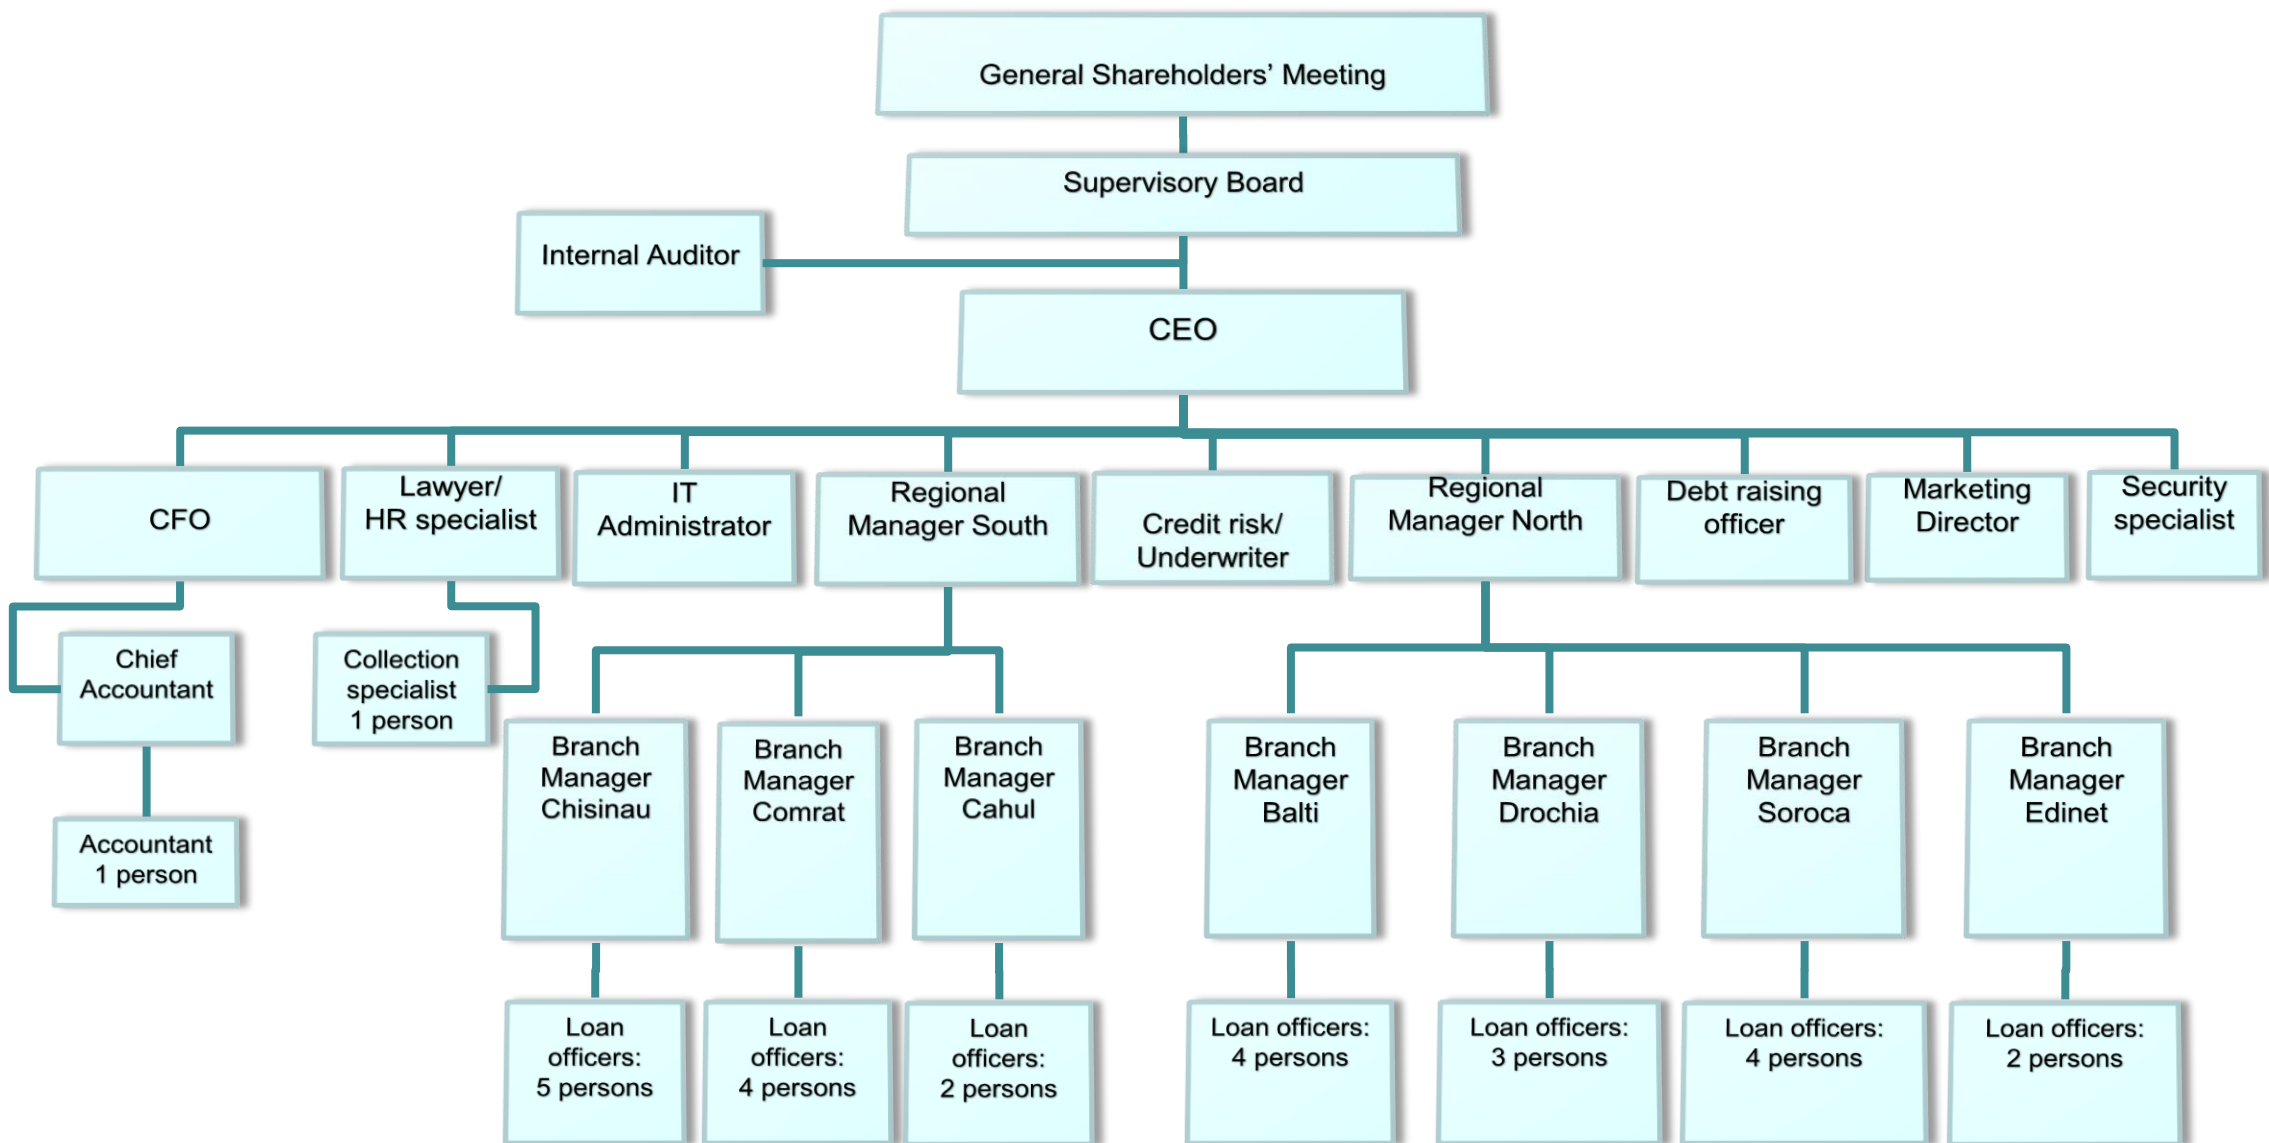 General Shareholders’ Meeting
Supervisory Board
Internal Auditor
CEO
CFO
Lawyer/
HR specialist
IT
Administrator
Regional
Manager South
Credit risk/
Underwriter
Regional
Manager North
Debt raising
officer
Marketing
Director
Security
specialist
Chief
Accountant
Collection
specialist
1 person
Accountant
1 person
Branch
Manager
Chisinau
Branch
Manager
Comrat
Branch
Manager
Cahul
Branch
Manager
Balti
Branch
Manager
Drochia
Branch
Manager
Soroca
Branch
Manager
Edinet
Loan
officers:
5 persons
Loan
officers:
4 persons
Loan
officers:
2 persons
Loan officers:
4 persons
Loan officers:
3 persons
Loan officers:
4 persons
Loan officers:
2 persons